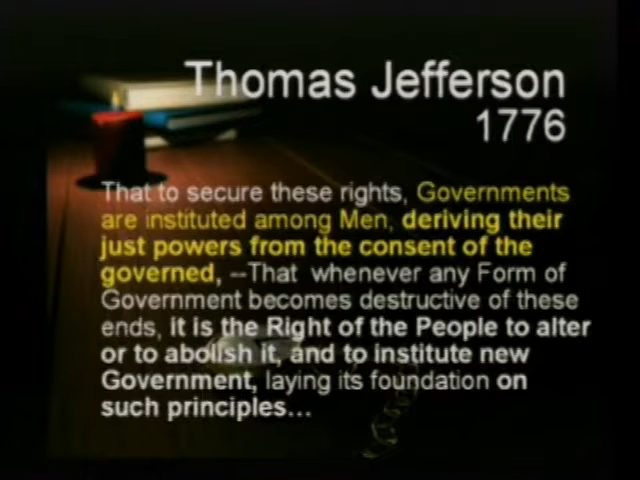 Thomas Jefferson
1776
That to secure these rights, Governments
are instituted among Men, deriving their
just powers from the consent of the
governed, --That whenever any Form of
Government becomes destructive of these
ends, it is the Right of the People to alter
or to abolish it, and to institute new
Government, laying its foundation on
such principles...